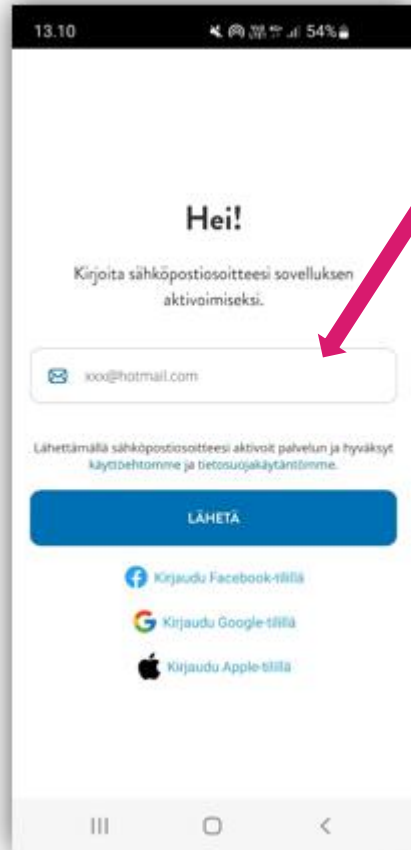 13.10 54%
Hei!
Kirjoita sähköpostiosoitteesi sovelluksen
aktivoimiseksi.
xxx@hotmail.com
Lähettämällä sähköpostiosoitteesi aktivoit palvelun ja hyväksyt
käyttöehtomme ja tietosuojakäytäntömme.
LÄHETÄ
Kirjaudu Facebook-tilillä
Kirjaudu Google-tilillä
Kirjaudu Apple-tilillä